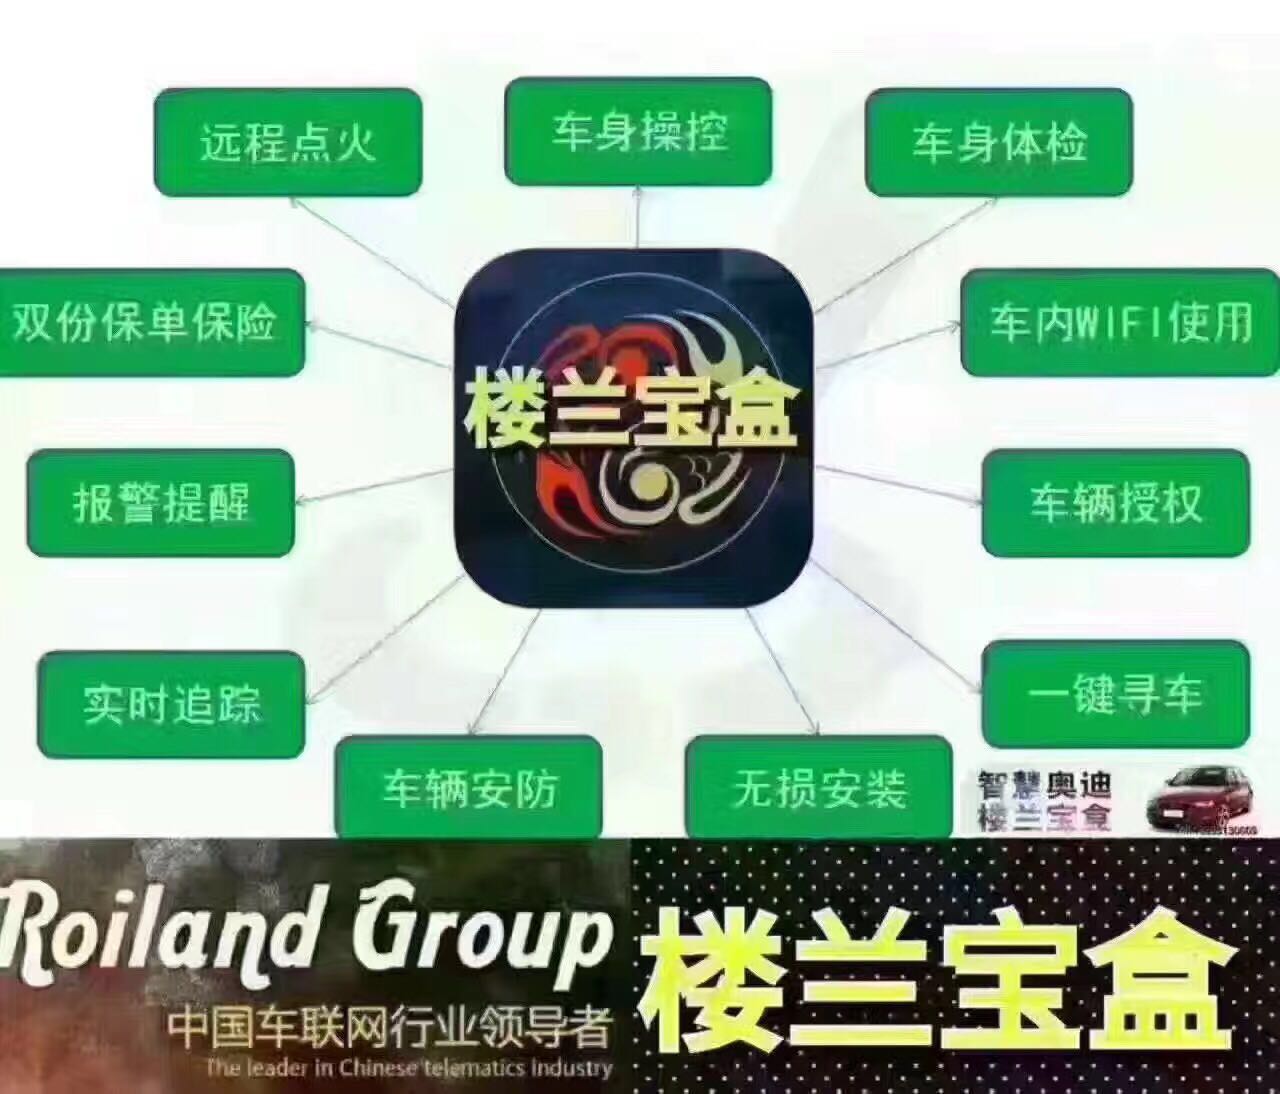 远程点火
车身操控
车身体检
双份保单保险
车内WIFI使用
楼兰宝盒
报警提醒
车辆授权
实时追踪
一键寻车
车辆安防
无损安装
智慧奥迪
楼兰宝盒
Roiland Group
中国车联网行业领导者
The leader in Chinese telematics Industry
楼兰宝盒